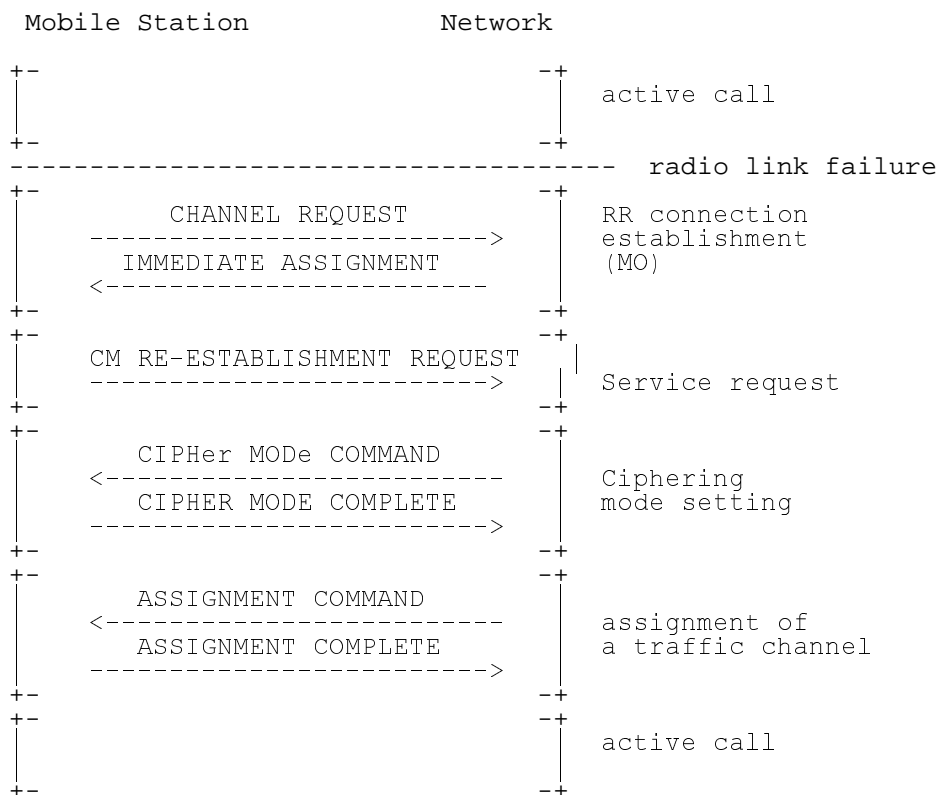 Mobile Station Network
active call
radio link failure
CHANNEL REQUEST RR connection
establishment
IMMEDIATE ASSIGNMENT (MO)
CM RE-ESTABLISHMENT REQUEST
Service request
CIPHer MODe COMMAND
Ciphering
CIPHER MODE COMPLETE mode setting
ASSIGNMENT COMMAND
assignment of
ASSIGNMENT COMPLETE a traffic channel
active call